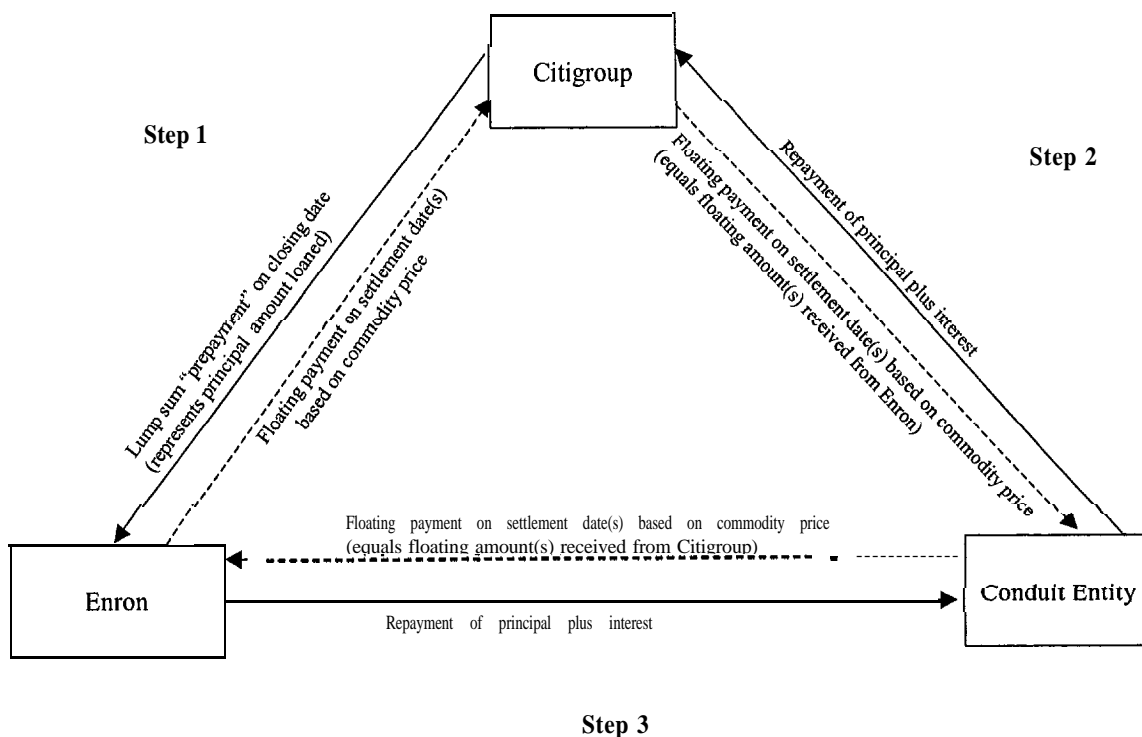 Citigroup
Step 1
Step 2
Lump sum "prepayment" on closing date
(represents principal amount loaned)
Floating payment on settlement date(s)
based on commodity price
Repayment of principal plus interest
Floating payment on settlement date(s) based on commodity price
(equals floating amount(s) received from Enron)
Floating payment on settlement date(s) based on commodity price
(equals floating amount(s) received from Citigroup)
Enron
Conduit Entity
Repayment of principal plus interest
Step 3